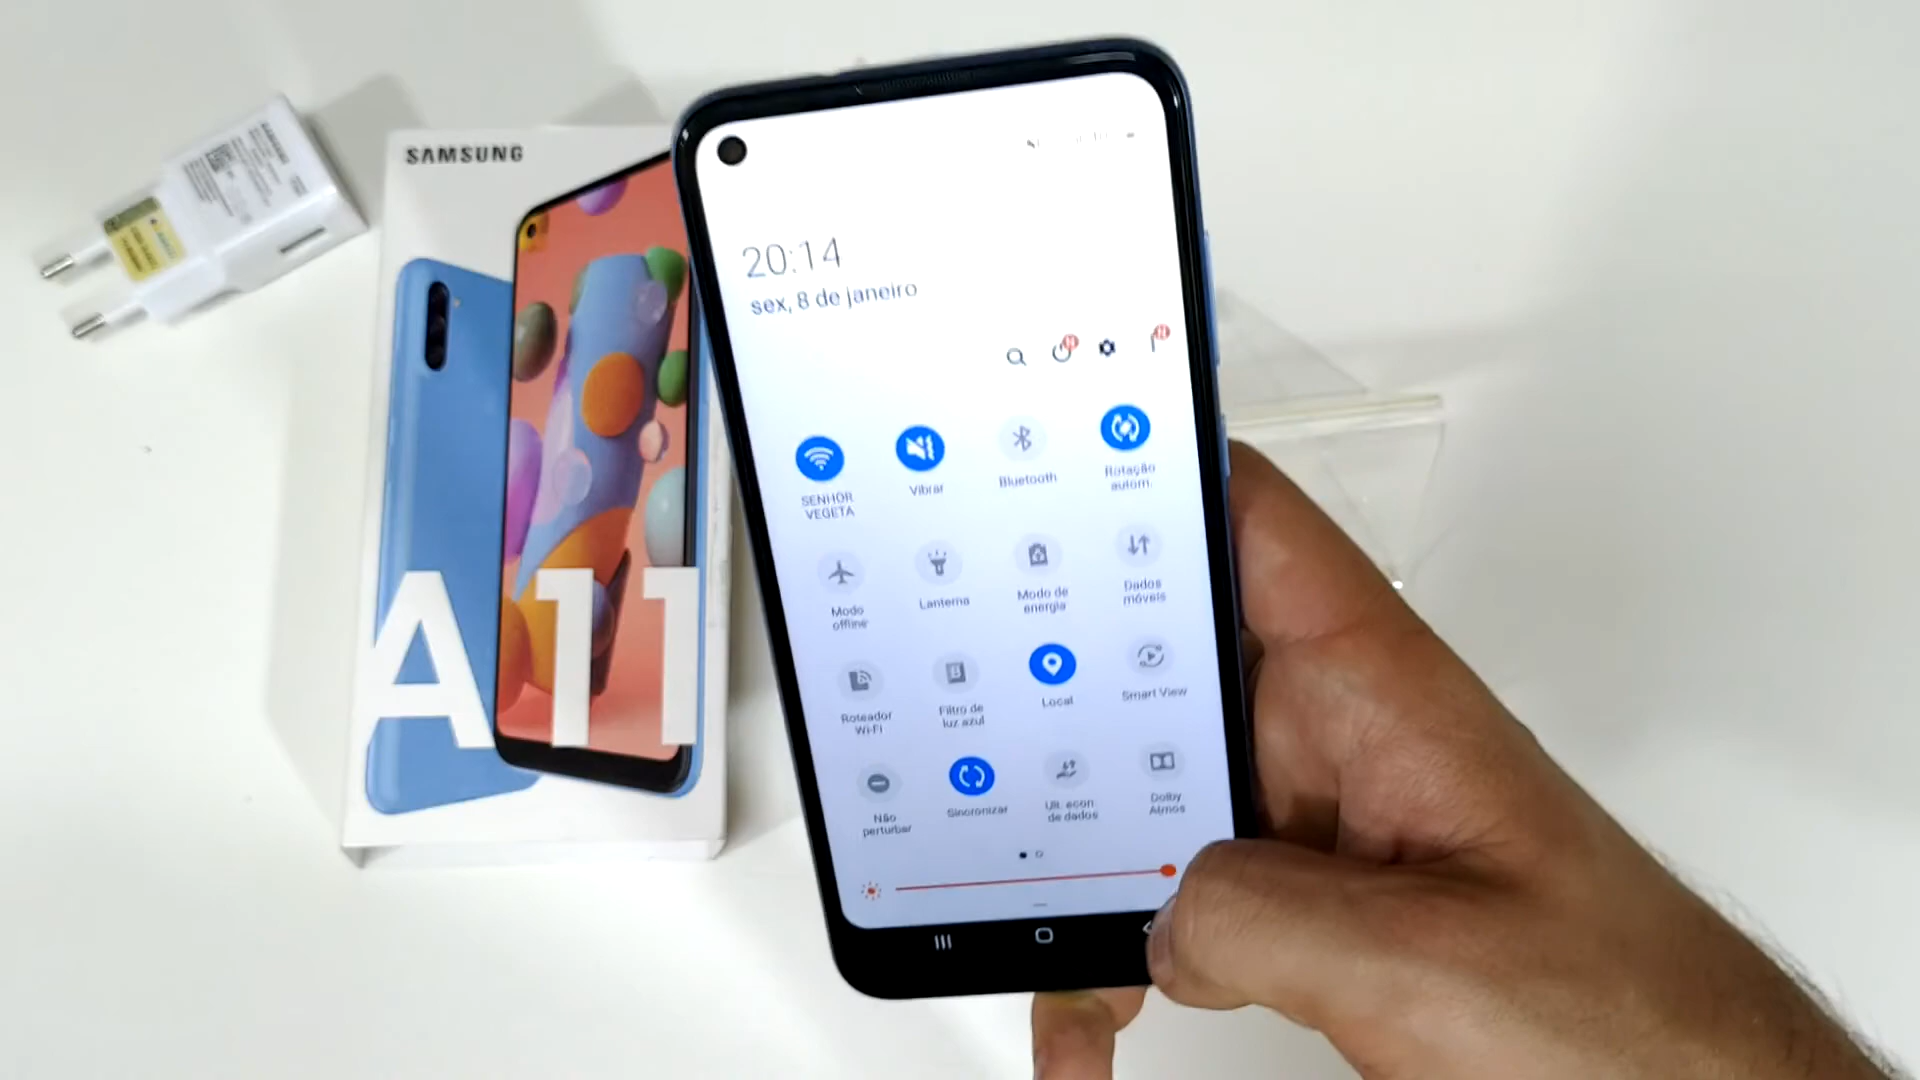 SAMSUNG
A11
20:14
sex, 8 de janeiro
N
N
SENHOR
VEGETA
Vibrar
Bluetooth
Rotação
autom.
Modo
offline
Lanterna
Modo de
energia
Dados
móveis
Roteador
Wi-Fi
Filtro de
luz azul
Local
Smart View
Não
perturbar
Sincronizar
Ult. econ.
de dados
Dolby
Atmos